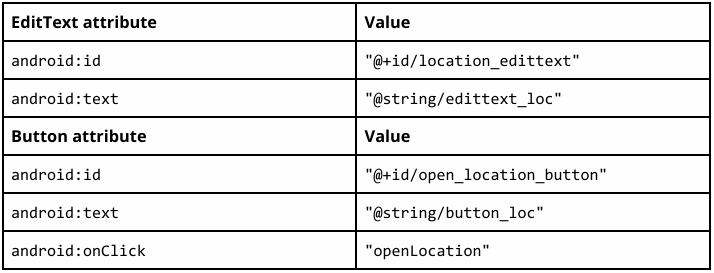 EditText attribute Value
android:id "@+id/location_edittext"
android:text "@string/edittext_loc"
Button attribute Value
android:id "@+id/open_location_button"
android:text "@string/button_loc"
android:onClick "openLocation"